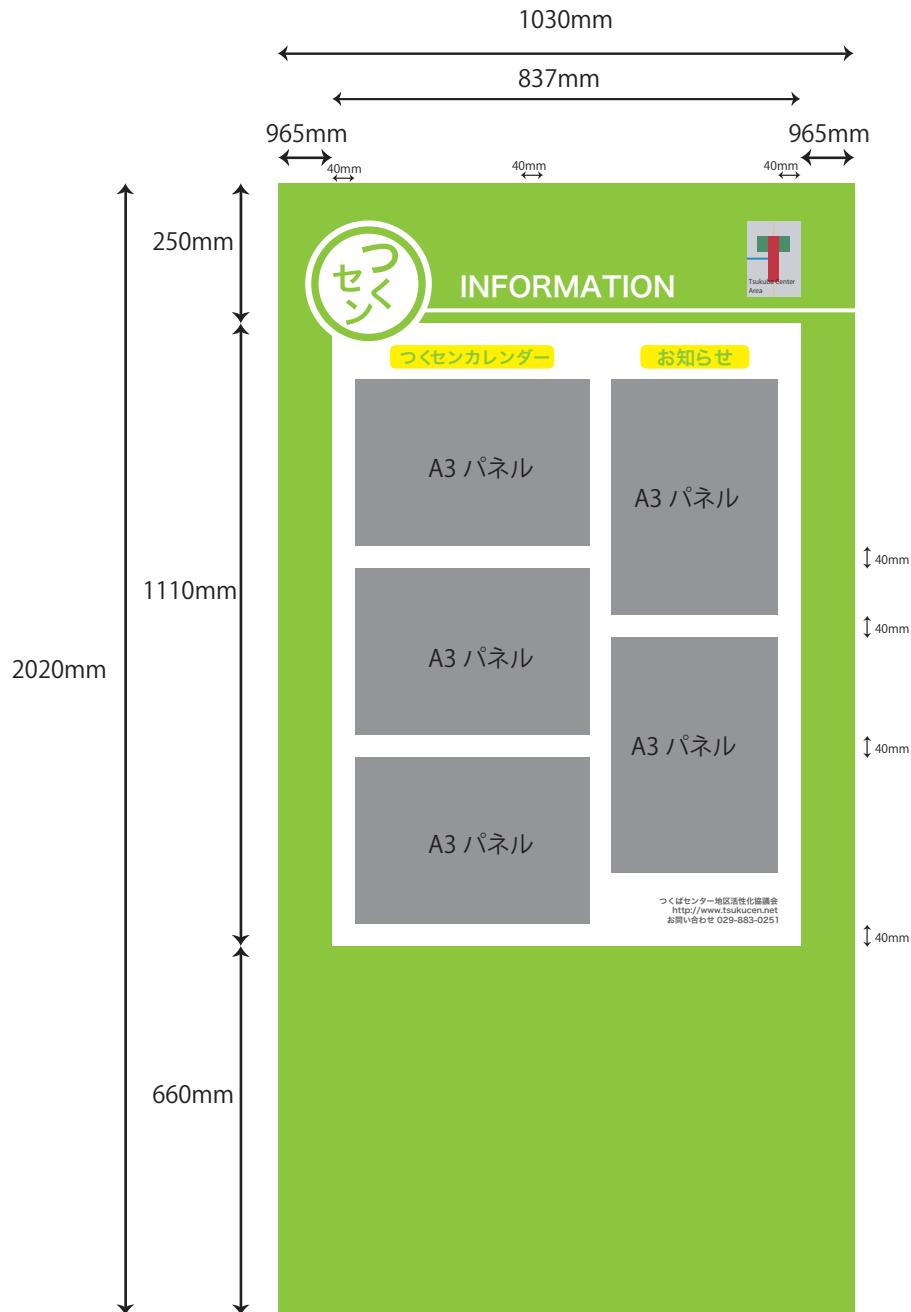 1030mm
837mm
965mm
965mm
40mm
40mm
40mm
250mm
つく
セン
INFORMATION
Tsukuba Center
Area
つくセンカレンダー
お知らせ
A3 パネル
A3 パネル
40mm
1110mm
40mm
A3 パネル
2020mm
A3 パネル
40mm
A3 パネル
つくばセンター地区活性化協議会
http://www.tsukucen.net
お問い合わせ 029-883-0251
40mm
660mm